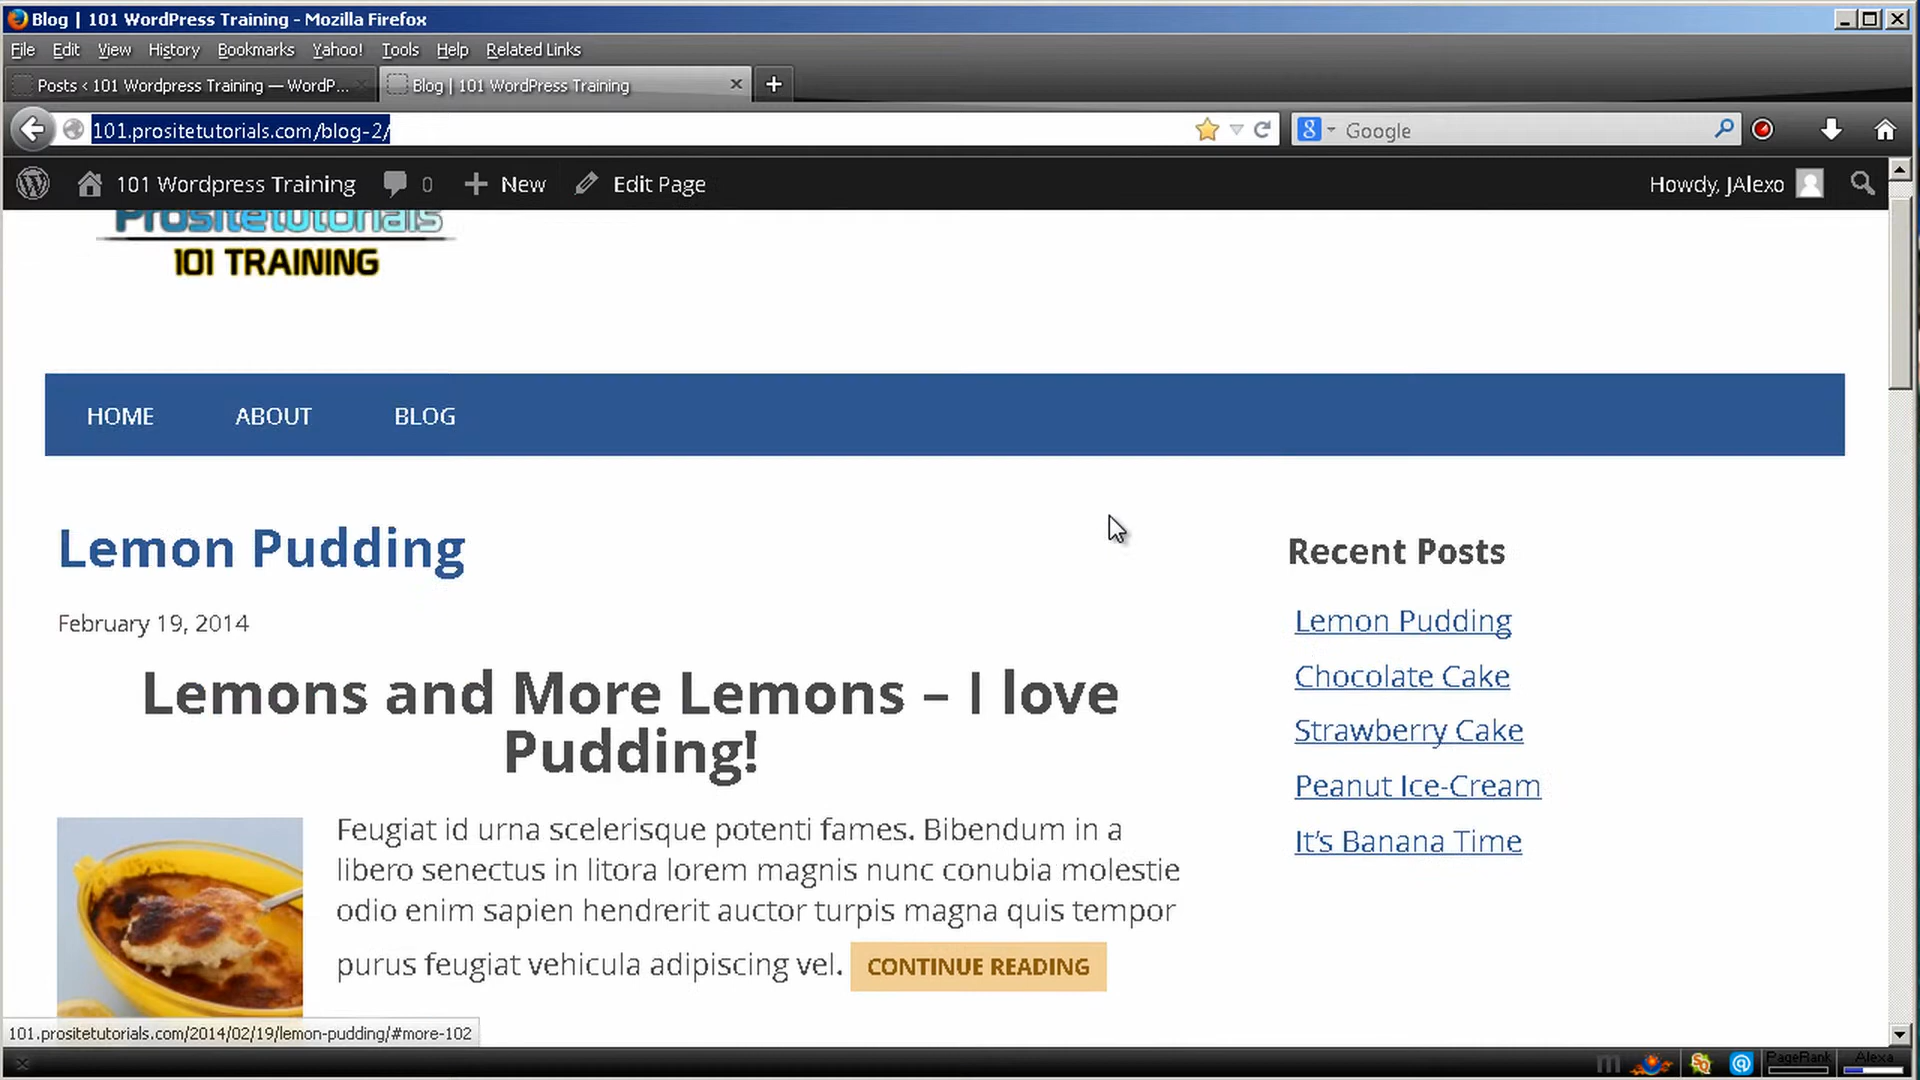 Blog | 101 WordPress Training - Mozilla Firefox
File Edit View History Bookmarks Yahoo! Tools Help Related Links
Posts < 101 Wordpress Training — WordP... Blog | 101 WordPress Training
101.prositetutorials.com/blog-2/ Google
101 Wordpress Training 0 New Edit Page Howdy, JAlexo
Prositetutorials
101 TRAINING
HOME ABOUT BLOG
Lemon Pudding
February 19, 2014
Lemons and More Lemons – I love
Pudding!
Feugiat id urna scelerisque potenti fames. Bibendum in a
libero senectus in litora lorem magnis nunc conubia molestie
odio enim sapien hendrerit auctor turpis magna quis tempor
purus feugiat vehicula adipiscing vel. CONTINUE READING
Recent Posts
Lemon Pudding
Chocolate Cake
Strawberry Cake
Peanut Ice-Cream
It's Banana Time
101.prositetutorials.com/2014/02/19/lemon-pudding/#more-102
PageRank Alexa